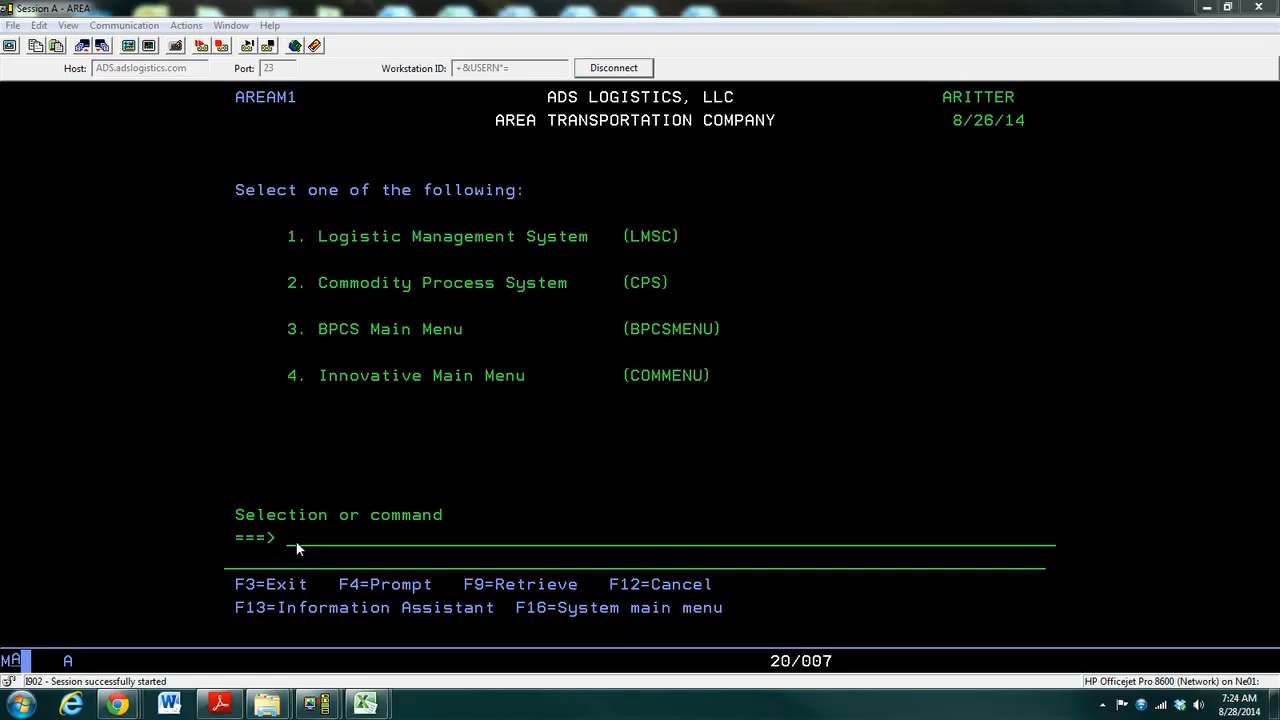 Session A - AREA
File Edit View Communication Actions Window Help
Host: ADS.adslogistics.com Port: 23 Workstation ID: +&USERN*= Disconnect
AREAM1 ADS LOGISTICS, LLC ARITTER
AREA TRANSPORTATION COMPANY 8/26/14
Select one of the following:
1. Logistic Management System (LMSC)
2. Commodity Process System (CPS)
3. BPCS Main Menu (BPCSMENU)
4. Innovative Main Menu (COMMENU)
Selection or command
===>
F3=Exit F4=Prompt F9=Retrieve F12=Cancel
F13=Information Assistant F16=System main menu
MA A 20/007
I902 - Session successfully started HP Officejet Pro 8600 (Network) on Ne01:
7:24 AM
8/28/2014